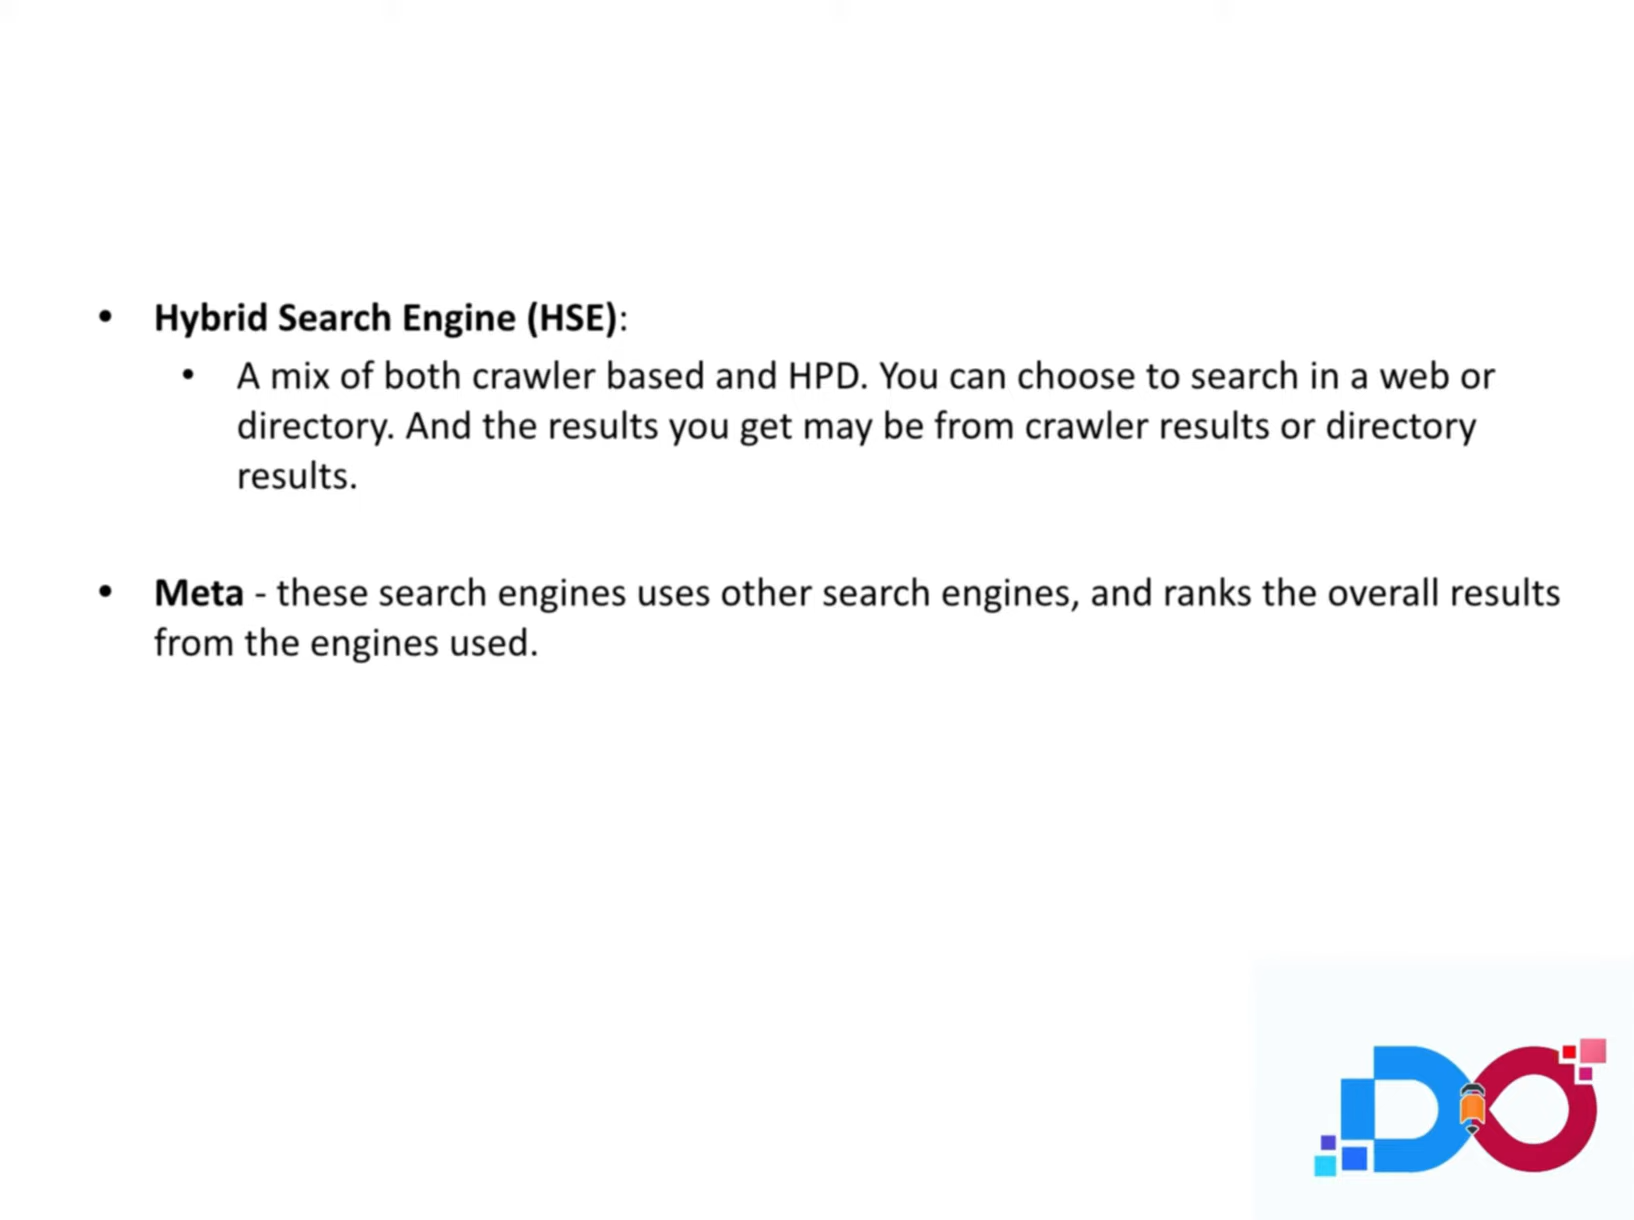 • Hybrid Search Engine (HSE):
• A mix of both crawler based and HPD. You can choose to search in a web or
directory. And the results you get may be from crawler results or directory
results.
• Meta - these search engines uses other search engines, and ranks the overall results
from the engines used.
DO